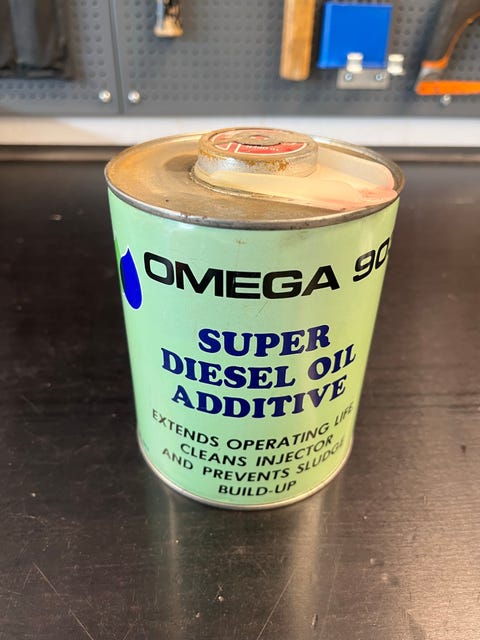 OMEGA 90
SUPER
DIESEL OIL
ADDITIVE
EXTENDS OPERATING LIFE
CLEANS INJECTOR
AND PREVENTS SLUDGE
BUILD-UP